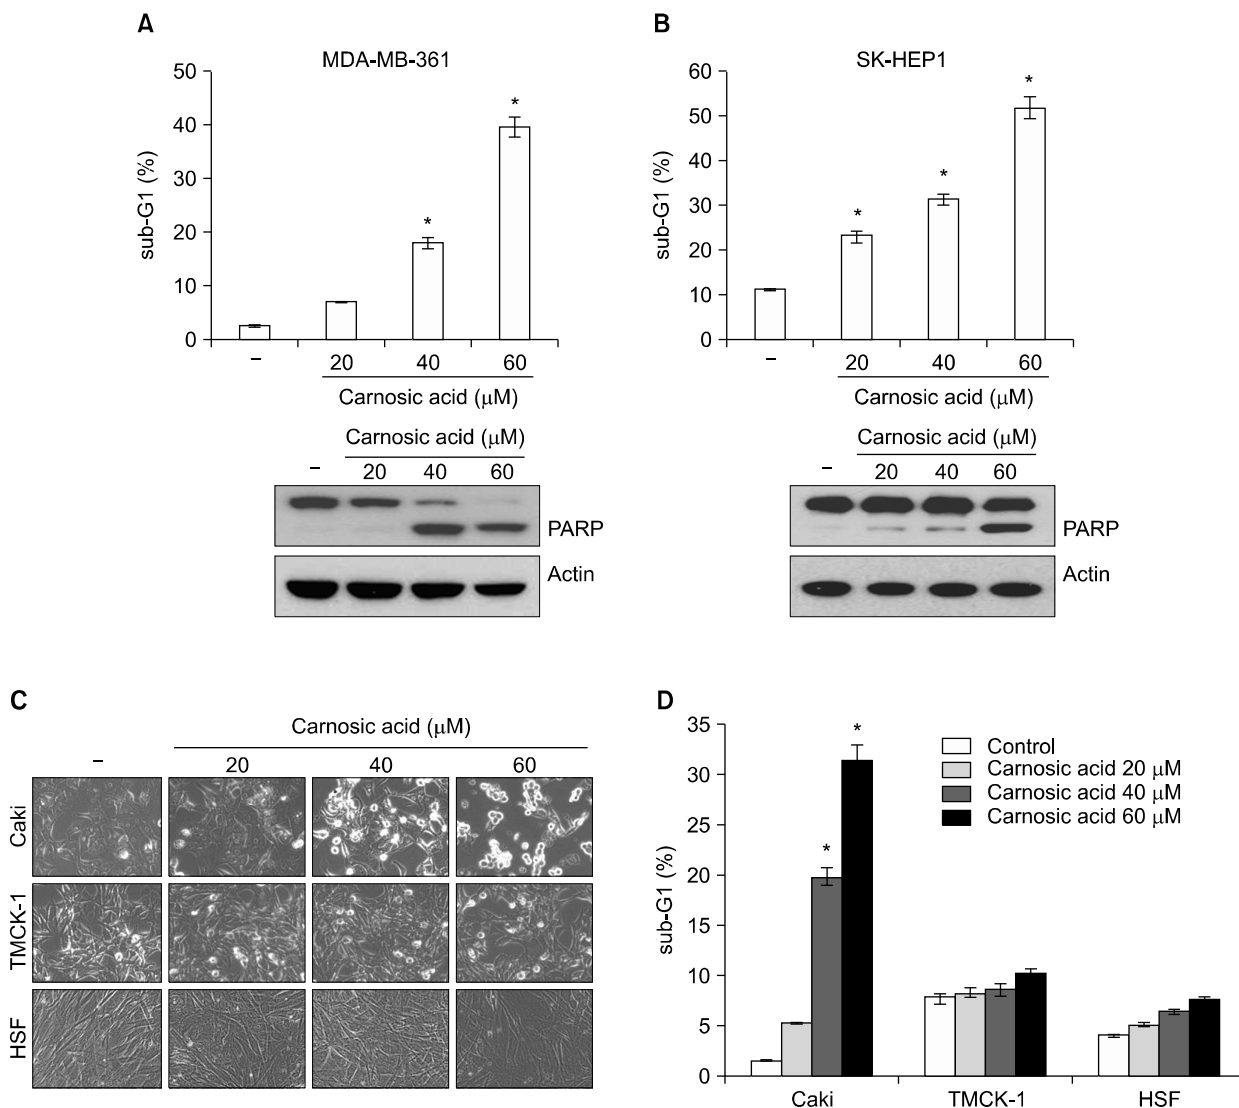 A
MDA-MB-361
50
40
30
20
10
0
sub-G1 (%)
*
*
–
20
40
60
Carnosic acid (μM)
Carnosic acid (μM)
–
20
40
60
PARP
Actin
B
SK-HEP1
60
50
40
30
20
10
0
sub-G1 (%)
*
*
*
–
20
40
60
Carnosic acid (μM)
Carnosic acid (μM)
–
20
40
60
PARP
Actin
C
Carnosic acid (μM)
–
20
40
60
Caki
TMCK-1
HSF
D
35
30
25
20
15
10
5
0
sub-G1 (%)
*
*
Control
Carnosic acid 20 μM
Carnosic acid 40 μM
Carnosic acid 60 μM
Caki
TMCK-1
HSF